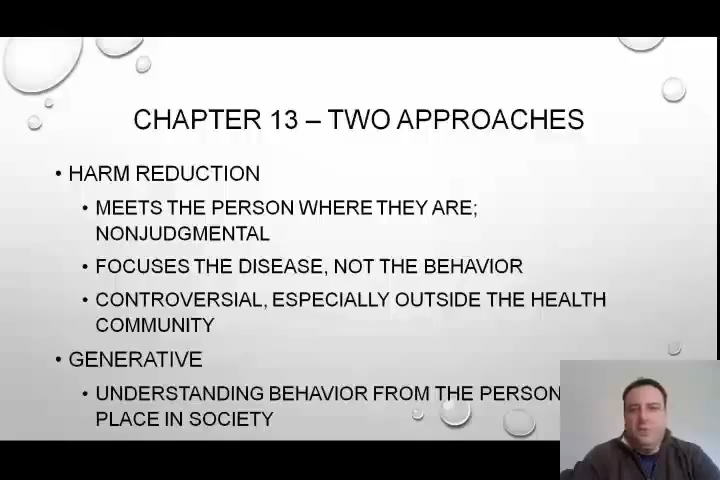 CHAPTER 13 – TWO APPROACHES
• HARM REDUCTION
• MEETS THE PERSON WHERE THEY ARE;
NONJUDGMENTAL
• FOCUSES THE DISEASE, NOT THE BEHAVIOR
• CONTROVERSIAL, ESPECIALLY OUTSIDE THE HEALTH
COMMUNITY
• GENERATIVE
• UNDERSTANDING BEHAVIOR FROM THE PERSON
PLACE IN SOCIETY